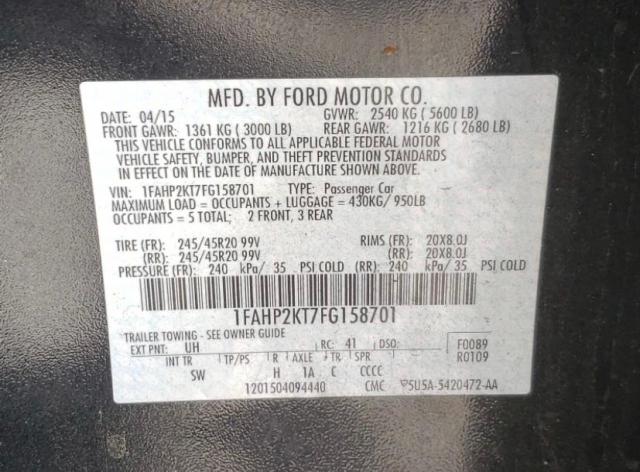 MFD. BY FORD MOTOR CO.
DATE: 04/15 GVWR: 2540 KG ( 5600 LB)
FRONT GAWR: 1361 KG ( 3000 LB) REAR GAWR: 1216 KG ( 2680 LB)
THIS VEHICLE CONFORMS TO ALL APPLICABLE FEDERAL MOTOR
VEHICLE SAFETY, BUMPER, AND THEFT PREVENTION STANDARDS
IN EFFECT ON THE DATE OF MANUFACTURE SHOWN ABOVE.
VIN: 1FAHP2KT7FG158701 TYPE: Passenger Car
MAXIMUM LOAD = OCCUPANTS + LUGGAGE = 430KG/ 950LB
OCCUPANTS = 5 TOTAL; 2 FRONT, 3 REAR
TIRE (FR): 245/45R20 99V RIMS (FR): 20X8.0J
(RR): 245/45R20 99V (RR): 20X8.0J
PRESSURE (FR): 240 kPa/ 35 PSI COLD (RR): 240 kPa/ 35 PSI COLD
1FAHP2KT7FG158701
TRAILER TOWING - SEE OWNER GUIDE F0089
EXT PNT: UH RC: 41 DSO: R0109
INT TR TP/PS R AXLE TR SPR
SW H 1A C CCCC
1201504094440 CMC 5U5A-5420472-AA